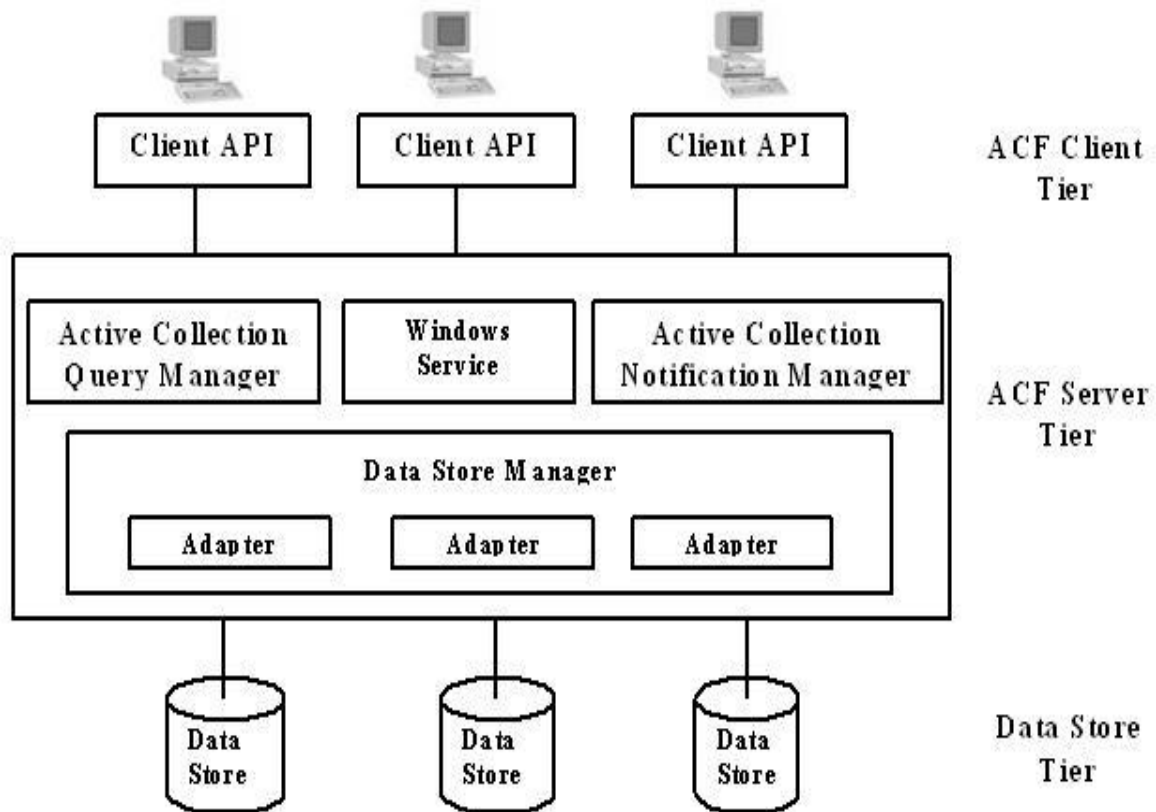 Client API
Client API
Client API
ACF Client
Tier
Active Collection
Query Manager
Windows
Service
Active Collection
Notification Manager
ACF Server
Tier
Data Store Manager
Adapter
Adapter
Adapter
Data
Store
Data
Store
Data
Store
Data Store
Tier